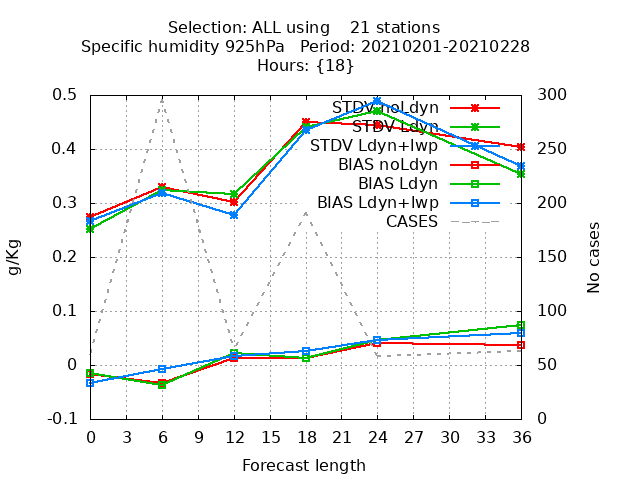 Selection: ALL using    21 stations
Specific humidity 925hPa   Period: 20210201-20210228
Hours: {18}
0.5
0.4
0.3
0.2
0.1
0
-0.1
g/Kg
STDV noLdyn
STDV Ldyn
STDV Ldyn+lwp
BIAS noLdyn
BIAS Ldyn
BIAS Ldyn+lwp
CASES
300
250
200
150
100
50
0
No cases
0 3 6 9 12 15 18 21 24 27 30 33 36
Forecast length